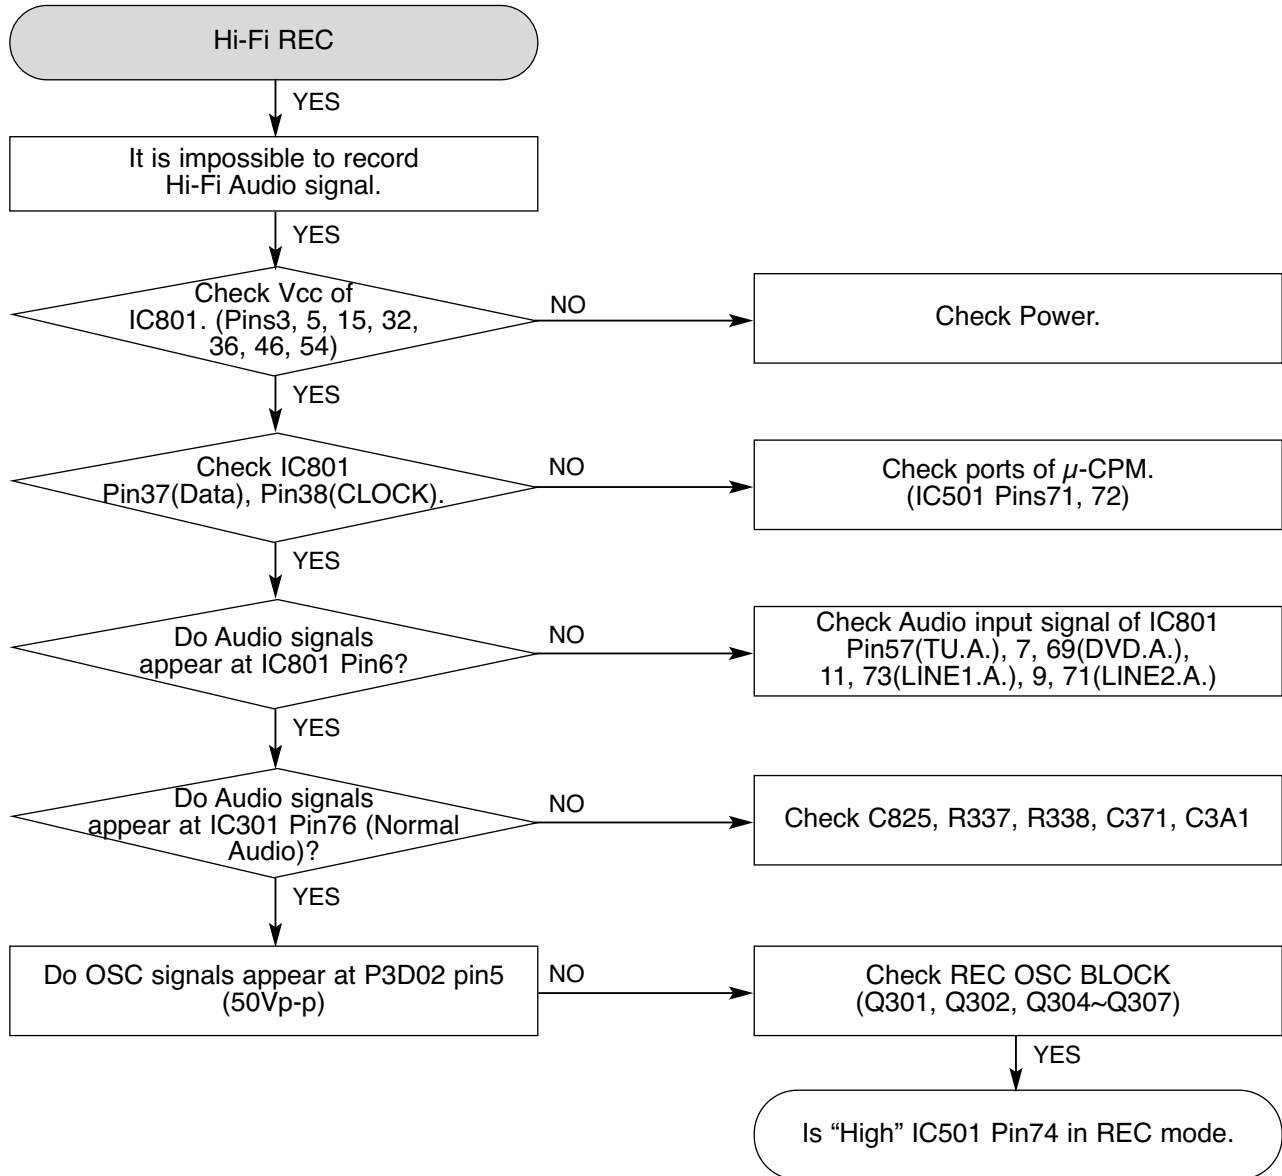 Hi-Fi REC
YES
It is impossible to record
Hi-Fi Audio signal.
YES
Check Vcc of
IC801. (Pins3, 5, 15, 32,
36, 46, 54)
NO
Check Power.
YES
Check IC801
Pin37(Data), Pin38(CLOCK).
NO
Check ports of µ-CPM.
(IC501 Pins71, 72)
YES
Do Audio signals
appear at IC801 Pin6?
NO
Check Audio input signal of IC801
Pin57(TU.A.), 7, 69(DVD.A.),
11, 73(LINE1.A.), 9, 71(LINE2.A.)
YES
Do Audio signals
appear at IC301 Pin76 (Normal
Audio)?
NO
Check C825, R337, R338, C371, C3A1
YES
Do OSC signals appear at P3D02 pin5
(50Vp-p)
NO
Check REC OSC BLOCK
(Q301, Q302, Q304~Q307)
YES
Is “High” IC501 Pin74 in REC mode.